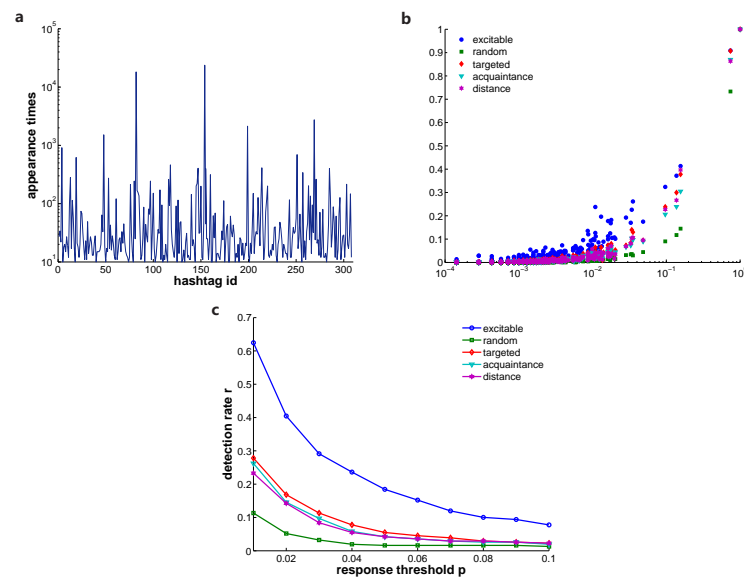 a
appearance times
10^5
10^4
10^3
10^2
10^1
0 50 100 150 200 250 300
hashtag id
b
excitable
random
targeted
acquaintance
distance
1
0.9
0.8
0.7
0.6
0.5
0.4
0.3
0.2
0.1
0
10^-4 10^-3 10^-2 10^-1 10^0
c
detection rate r
excitable
random
targeted
acquaintance
distance
0.7
0.6
0.5
0.4
0.3
0.2
0.1
0
0.02 0.04 0.06 0.08 0.1
response threshold p